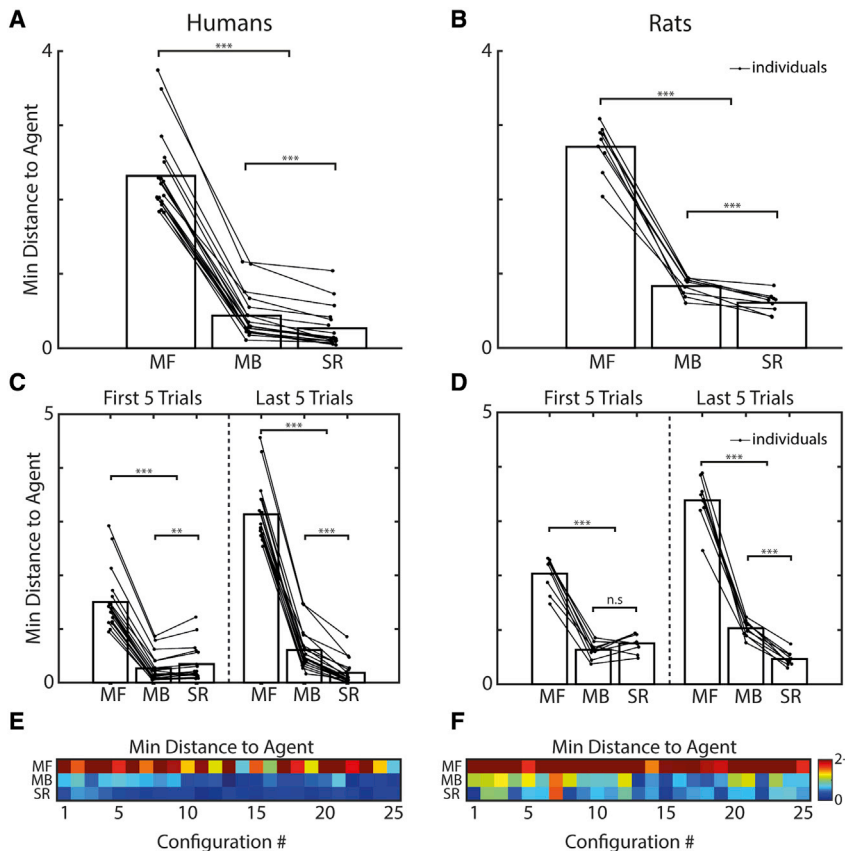 A
Humans
4
***
***
Min Distance to Agent
0
MF MB SR
B
Rats
4
individuals
***
***
0
MF MB SR
C
First 5 Trials Last 5 Trials
5
***
***
**
***
Min Distance to Agent
0
MF MB SR MF MB SR
D
First 5 Trials Last 5 Trials
5
individuals
***
***
n.s
***
0
MF MB SR MF MB SR
E
Min Distance to Agent
MF
MB
SR
1 5 10 15 20 25
Configuration #
F
Min Distance to Agent
MF
MB
SR
2+
0
1 5 10 15 20 25
Configuration #